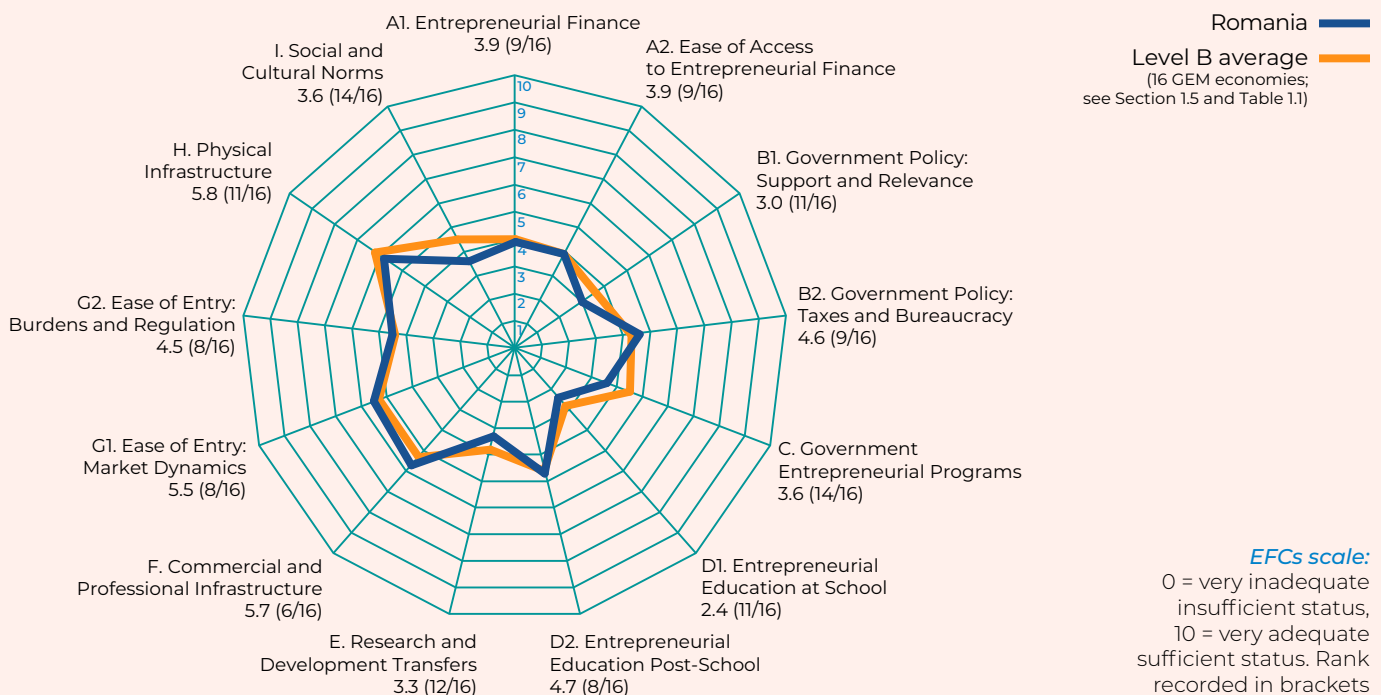 A1. Entrepreneurial Finance
3.9 (9/16)
A2. Ease of Access
to Entrepreneurial Finance
3.9 (9/16)
B1. Government Policy:
Support and Relevance
3.0 (11/16)
B2. Government Policy:
Taxes and Bureaucracy
4.6 (9/16)
C. Government
Entrepreneurial Programs
3.6 (14/16)
D1. Entrepreneurial
Education at School
2.4 (11/16)
D2. Entrepreneurial
Education Post-School
4.7 (8/16)
E. Research and
Development Transfers
3.3 (12/16)
F. Commercial and
Professional Infrastructure
5.7 (6/16)
G1. Ease of Entry:
Market Dynamics
5.5 (8/16)
G2. Ease of Entry:
Burdens and Regulation
4.5 (8/16)
H. Physical
Infrastructure
5.8 (11/16)
I. Social and
Cultural Norms
3.6 (14/16)
10
9
8
7
6
5
4
3
2
1
Romania
Level B average
(16 GEM economies;
see Section 1.5 and Table 1.1)
EFCs scale:
0 = very inadequate
insufficient status,
10 = very adequate
sufficient status. Rank
recorded in brackets